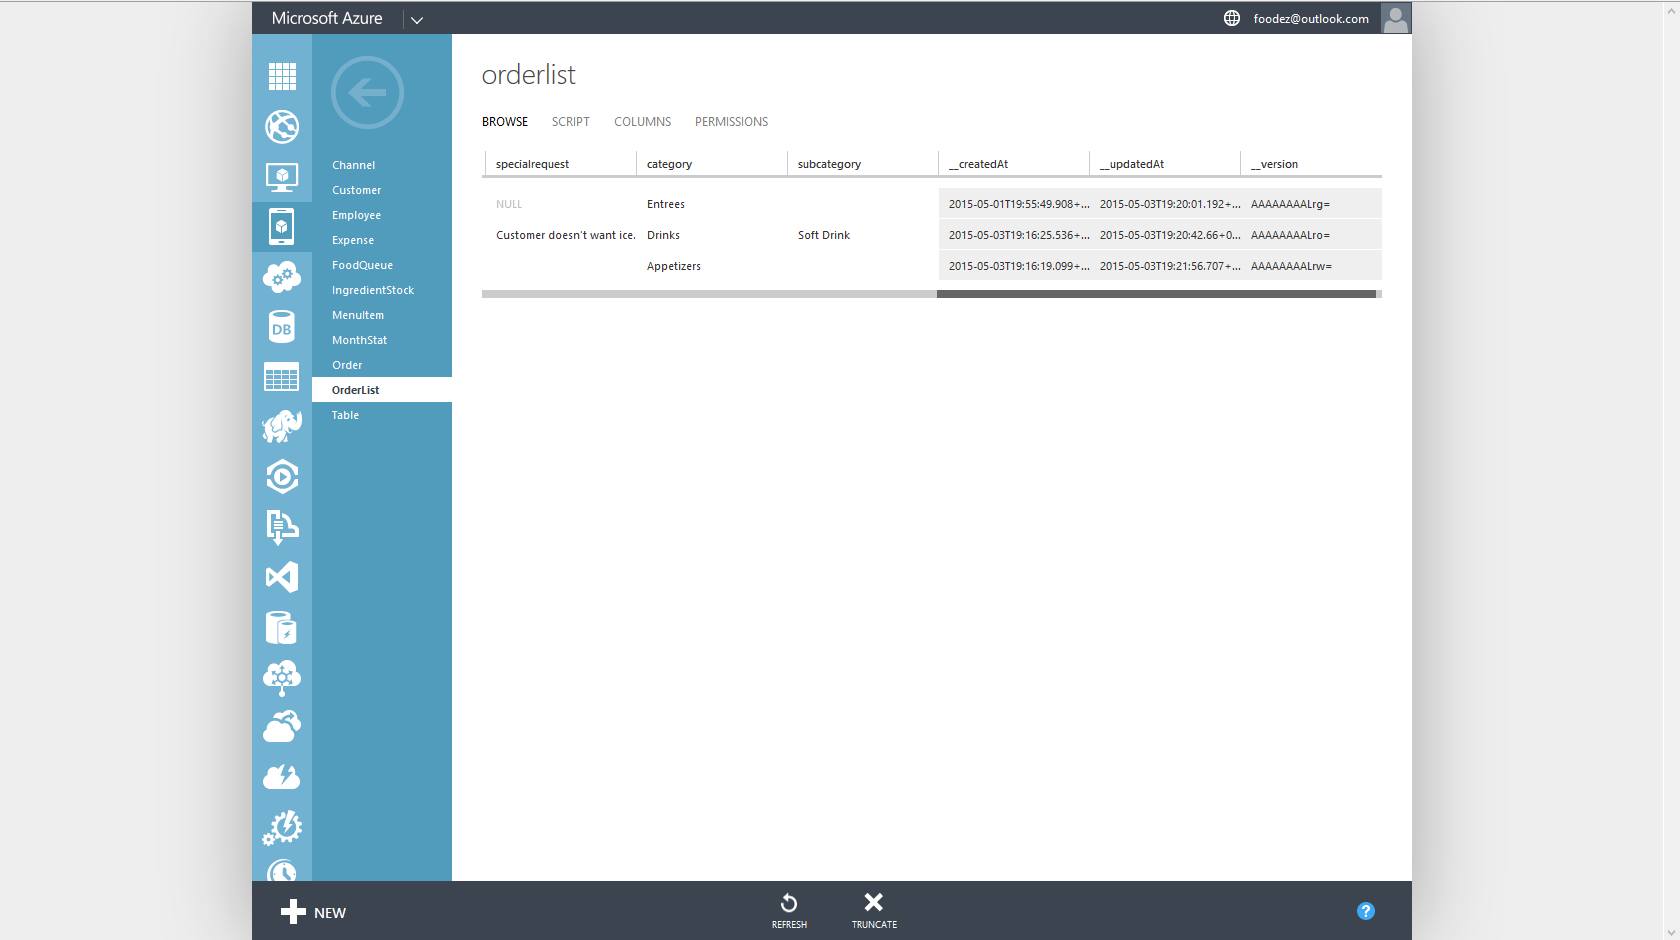 Microsoft Azure
foodez@outlook.com
Channel
Customer
Employee
Expense
FoodQueue
IngredientStock
MenuItem
MonthStat
Order
OrderList
Table
DB
orderlist
BROWSE SCRIPT COLUMNS PERMISSIONS
specialrequest category subcategory __createdAt __updatedAt __version
NULL Entrees 2015-05-01T19:55:49.908+... 2015-05-03T19:20:01.192+... AAAAAAAALrg=
Customer doesn't want ice. Drinks Soft Drink 2015-05-03T19:16:25.536+... 2015-05-03T19:20:42.66+0... AAAAAAAALro=
Appetizers 2015-05-03T19:16:19.099+... 2015-05-03T19:21:56.707+... AAAAAAAALrw=
NEW
REFRESH
TRUNCATE
?